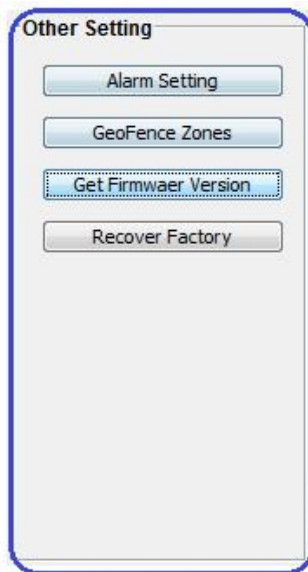 Other Setting
Alarm Setting
GeoFence Zones
Get Firmwaer Version
Recover Factory